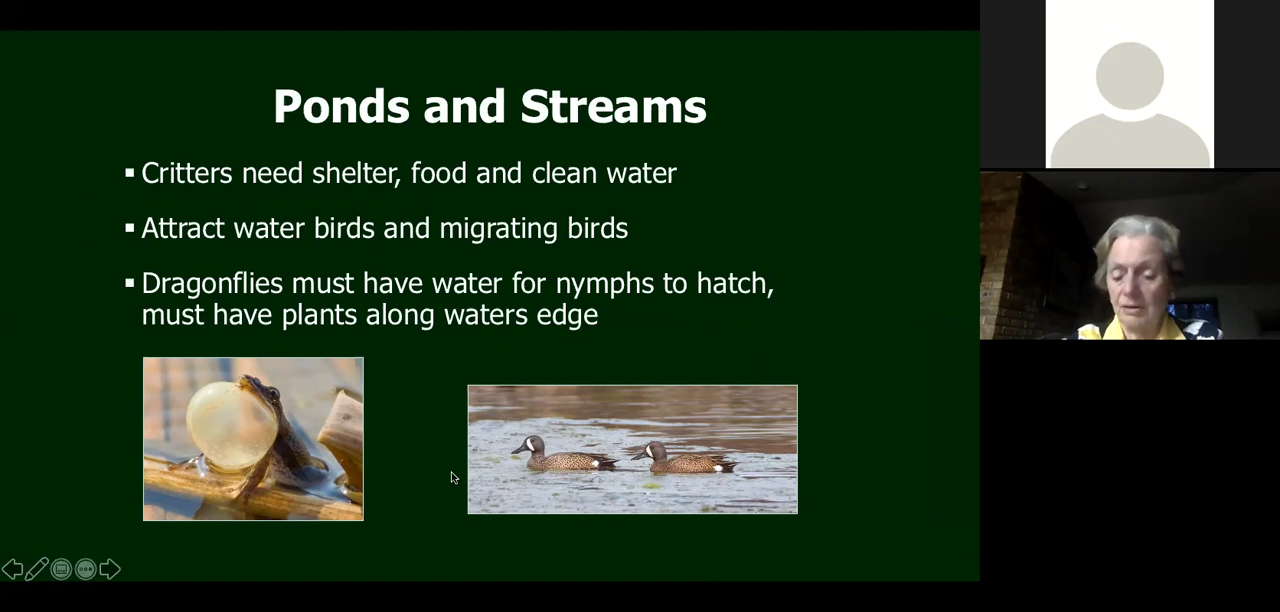 Ponds and Streams
▪ Critters need shelter, food and clean water
▪ Attract water birds and migrating birds
▪ Dragonflies must have water for nymphs to hatch,
must have plants along waters edge